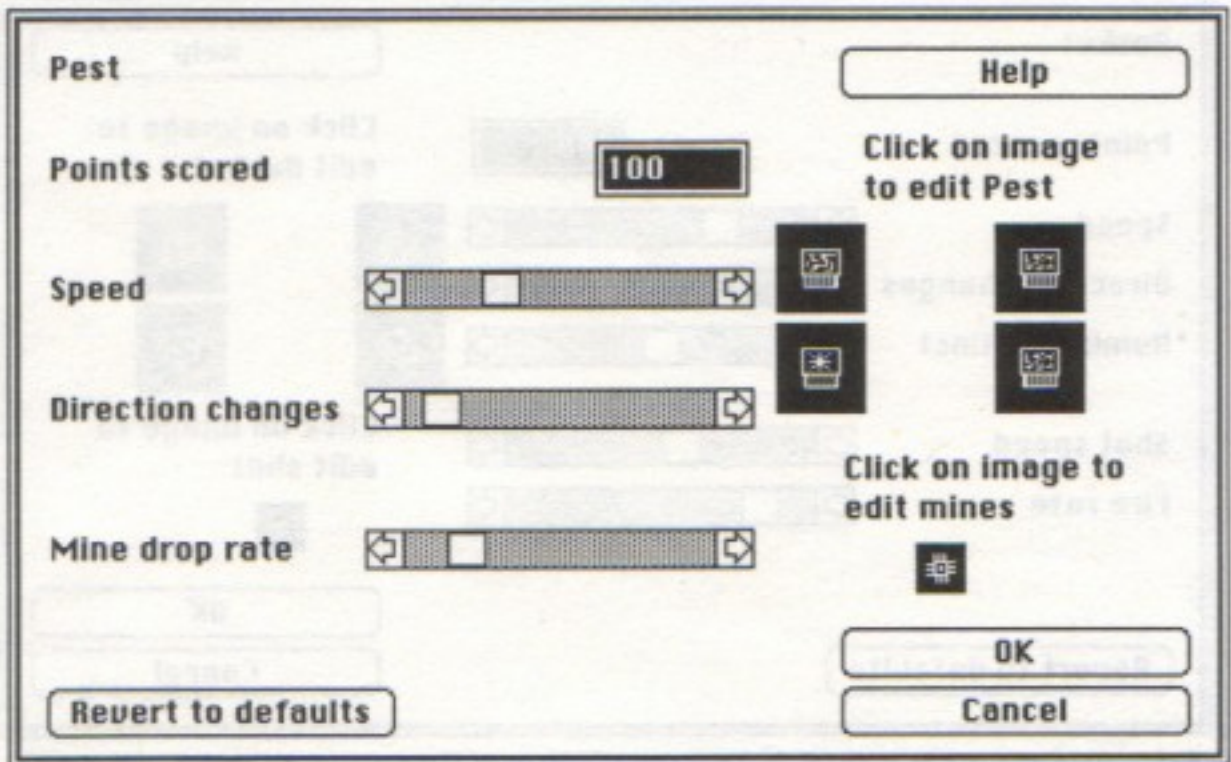 Pest
Help
Points scored
100
Click on image
to edit Pest
Speed
Direction changes
Click on image to
edit mines
Mine drop rate
OK
Revert to defaults
Cancel